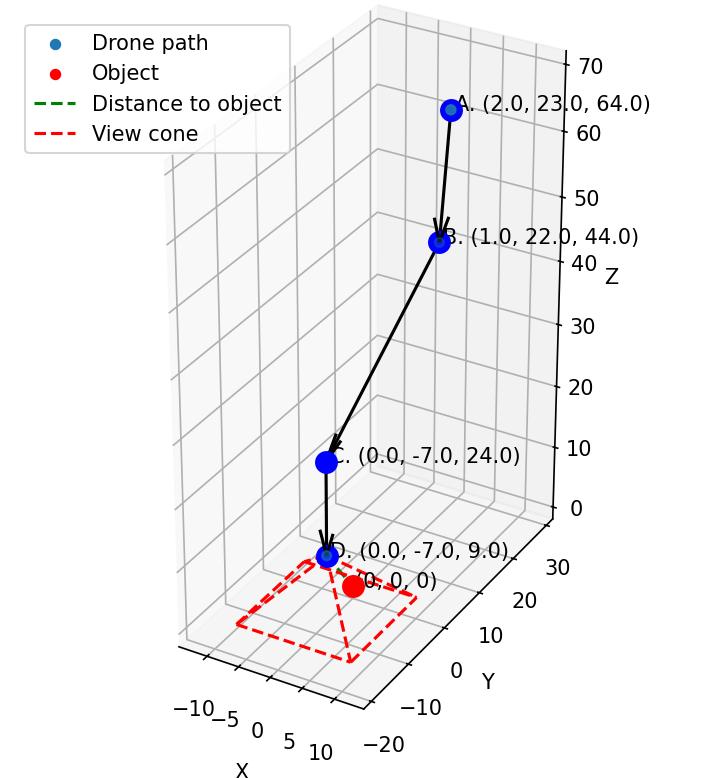 Drone path
Object
Distance to object
View cone
A. (2.0, 23.0, 64.0)
B. (1.0, 22.0, 44.0)
C. (0.0, -7.0, 24.0)
D. (0.0, -7.0, 9.0)
(0, 0, 0)
70
60
50
40
Z
30
20
10
0
30
20
10
0
Y
−10
−20
−10
−5
0
5
10
X